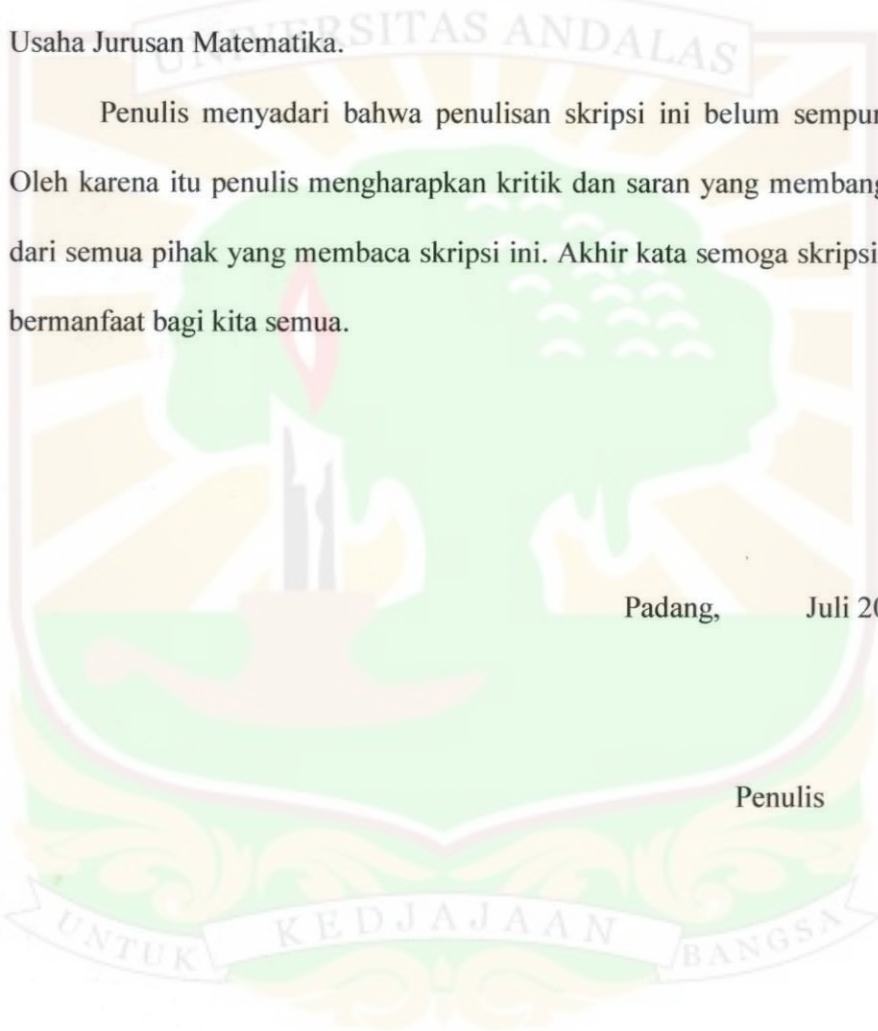 UNIVERSITAS ANDALAS
Usaha Jurusan Matematika.
Penulis menyadari bahwa penulisan skripsi ini belum sempur
Oleh karena itu penulis mengharapkan kritik dan saran yang membang
dari semua pihak yang membaca skripsi ini. Akhir kata semoga skripsi
bermanfaat bagi kita semua.
Padang, Juli 20
Penulis
UNTUK KEDJAJAAN BANGSA